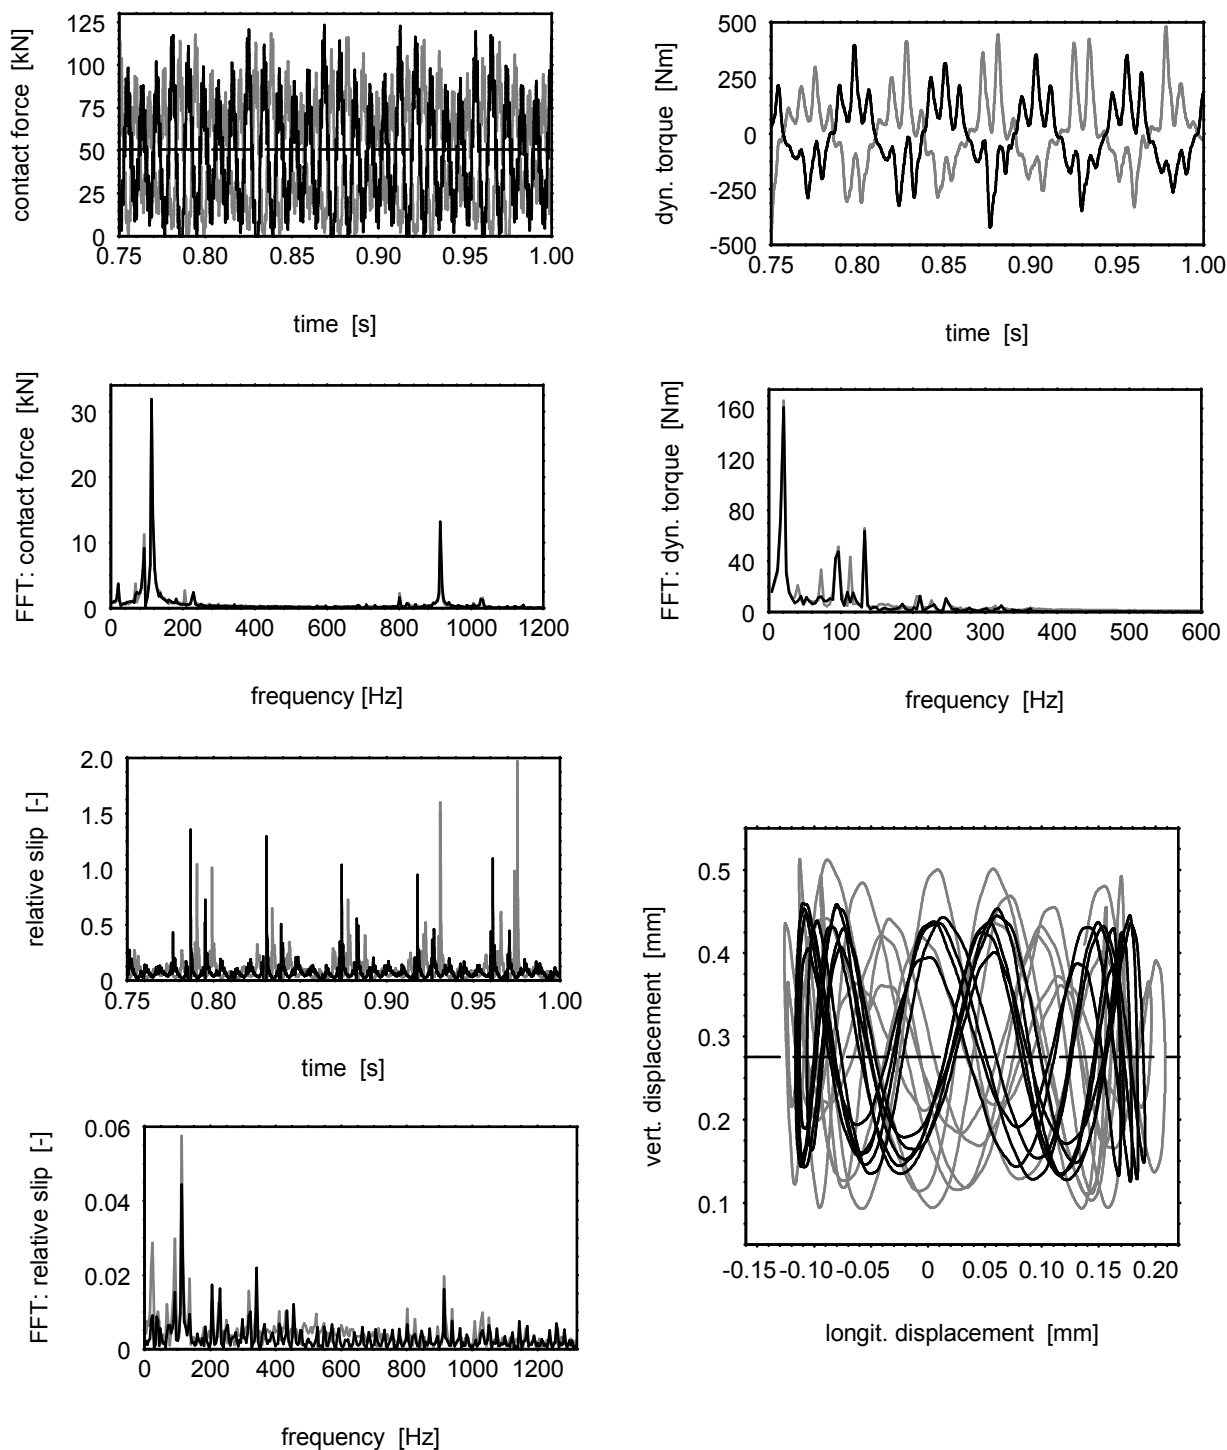 contact force [kN]
125
100
75
50
25
0
0.75 0.80 0.85 0.90 0.95 1.00
time [s]
dyn. torque [Nm]
500
250
0
-250
-500
0.75 0.80 0.85 0.90 0.95 1.00
time [s]
FFT: contact force [kN]
30
20
10
0
0 200 400 600 800 1000 1200
frequency [Hz]
FFT: dyn. torque [Nm]
160
120
80
40
0
0 100 200 300 400 500 600
frequency [Hz]
relative slip [-]
2.0
1.5
1.0
0.5
0
0.75 0.80 0.85 0.90 0.95 1.00
time [s]
vert. displacement [mm]
0.5
0.4
0.3
0.2
0.1
-0.15 -0.10 -0.05 0 0.05 0.10 0.15 0.20
longit. displacement [mm]
FFT: relative slip [-]
0.06
0.04
0.02
0
0 200 400 600 800 1000 1200
frequency [Hz]